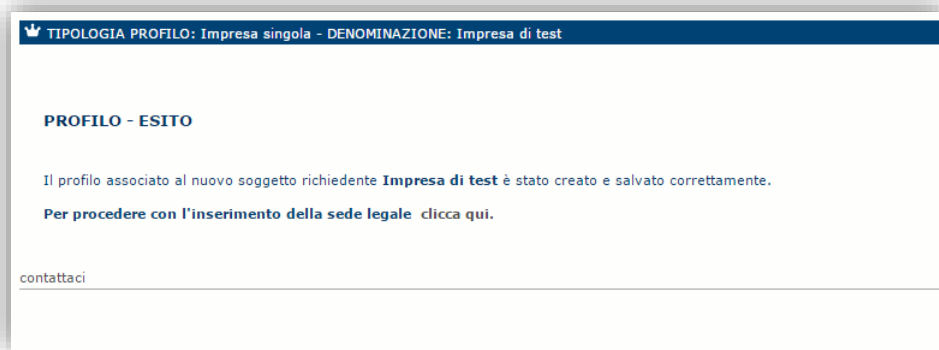 TIPOLOGIA PROFILO: Impresa singola - DENOMINAZIONE: Impresa di test
PROFILO - ESITO
Il profilo associato al nuovo soggetto richiedente Impresa di test è stato creato e salvato correttamente.
Per procedere con l'inserimento della sede legale clicca qui.
contattaci